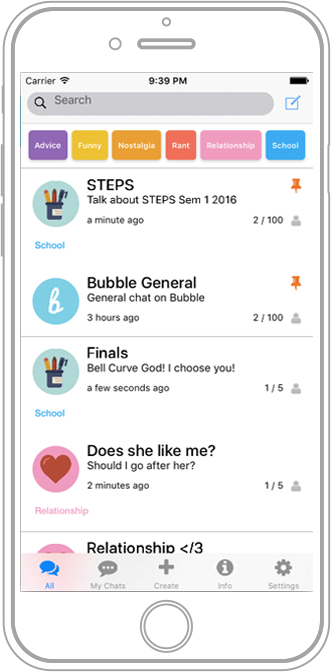 Carrier 9:39 PM
Search
Advice Funny Nostalgia Rant Relationship School
STEPS
Talk about STEPS Sem 1 2016
a minute ago 2 / 100
School
Bubble General
b General chat on Bubble
3 hours ago 2 / 100
Finals
Bell Curve God! I choose you!
a few seconds ago 1 / 5
School
Does she like me?
Should I go after her?
2 minutes ago 1 / 5
Relationship
Relationship </3
All My Chats Create Info Settings